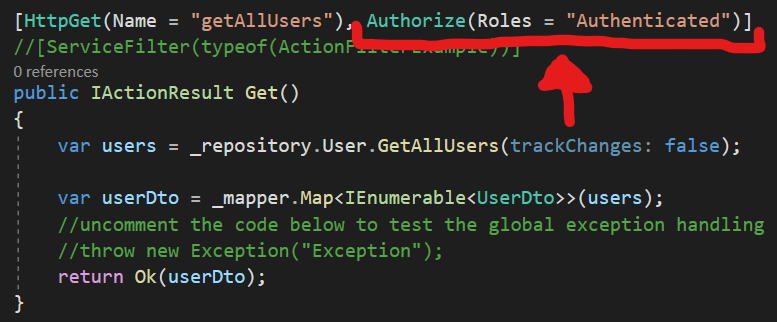 [HttpGet(Name = "getAllUsers"), Authorize(Roles = "Authenticated")]
//[ServiceFilter(typeof(ActionFilterExample))]
0 references
public IActionResult Get()
{
var users = _repository.User.GetAllUsers(trackChanges: false);
var userDto = _mapper.Map<IEnumerable<UserDto>>(users);
//uncomment the code below to test the global exception handling
//throw new Exception("Exception");
return Ok(userDto);
}